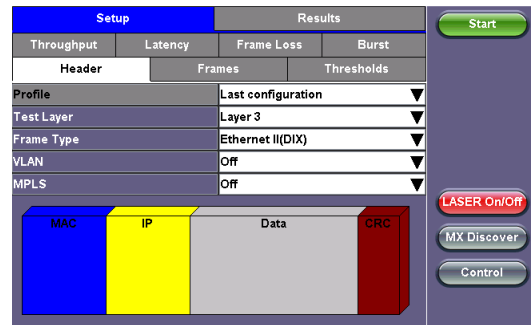 Setup Results
Start
Throughput Latency Frame Loss Burst
Header Frames Thresholds
Profile Last configuration
Test Layer Layer 3
Frame Type Ethernet II(DIX)
VLAN Off
MPLS Off
LASER On/Off
MAC IP Data CRC
MX Discover
Control